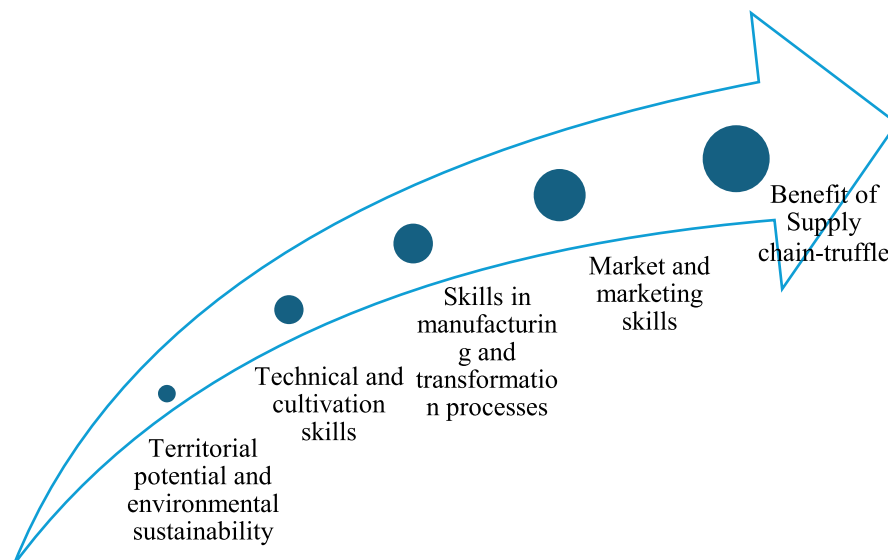 Territorial
potential and
environmental
sustainability
Technical and
cultivation
skills
Skills in
manufacturin
g and
transformatio
n processes
Market and
marketing
skills
Benefit of
Supply
chain-truffle